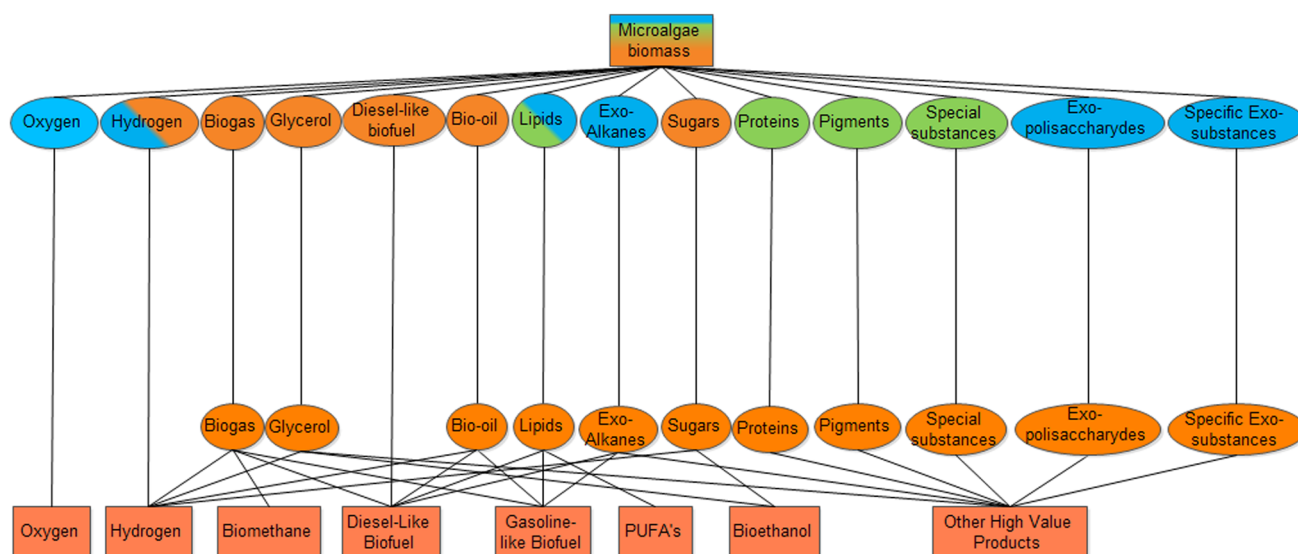 Microalgae
biomass
Oxygen
Hydrogen
Biogas
Glycerol
Diesel-like
biofuel
Bio-oil
Lipids
Exo-
Alkanes
Sugars
Proteins
Pigments
Special
substances
Exo-
polisaccharydes
Specific Exo-
substances
Biogas
Glycerol
Bio-oil
Lipids
Exo-
Alkanes
Sugars
Proteins
Pigments
Special
substances
Exo-
polisaccharydes
Specific Exo-
substances
Oxygen
Hydrogen
Biomethane
Diesel-Like
Biofuel
Gasoline-
like Biofuel
PUFA's
Bioethanol
Other High Value
Products